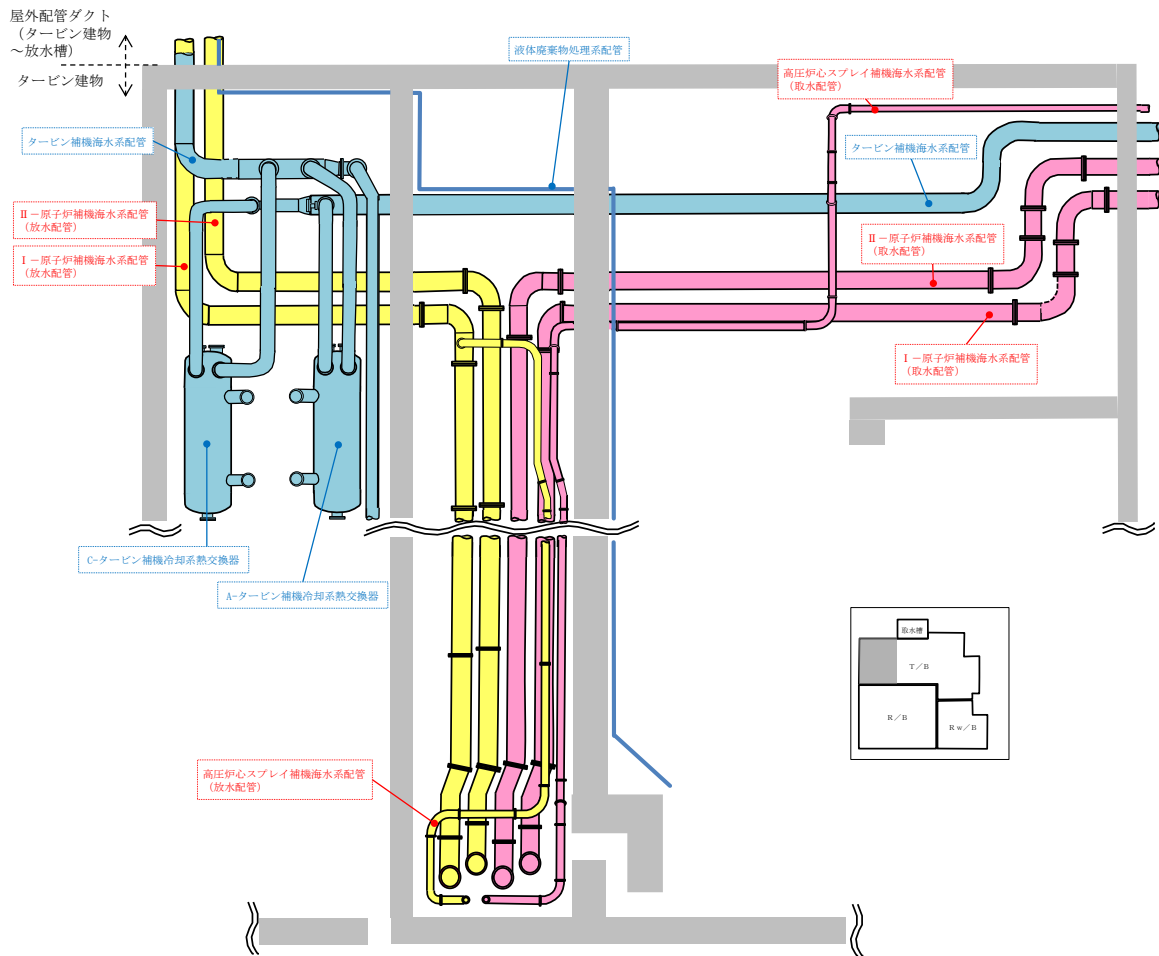 屋外配管ダクト
（タービン建物
～放水槽）
タービン建物
液体廃棄物処理系配管
高圧炉心スプレイ補機海水系配管
（取水配管）
タービン補機海水系配管
タービン補機海水系配管
Ⅱ－原子炉補機海水系配管
（放水配管）
Ⅰ－原子炉補機海水系配管
（放水配管）
Ⅱ－原子炉補機海水系配管
（取水配管）
Ⅰ－原子炉補機海水系配管
（取水配管）
C-タービン補機冷却系熱交換器
A-タービン補機冷却系熱交換器
高圧炉心スプレイ補機海水系配管
（放水配管）
取水槽
T／B
R／B
Rw／B